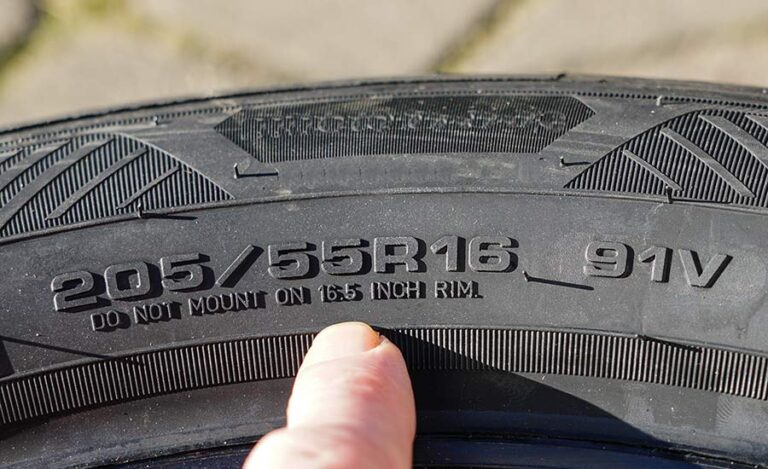 205/55R16 91V
DO NOT MOUNT ON 16.5 INCH RIM.